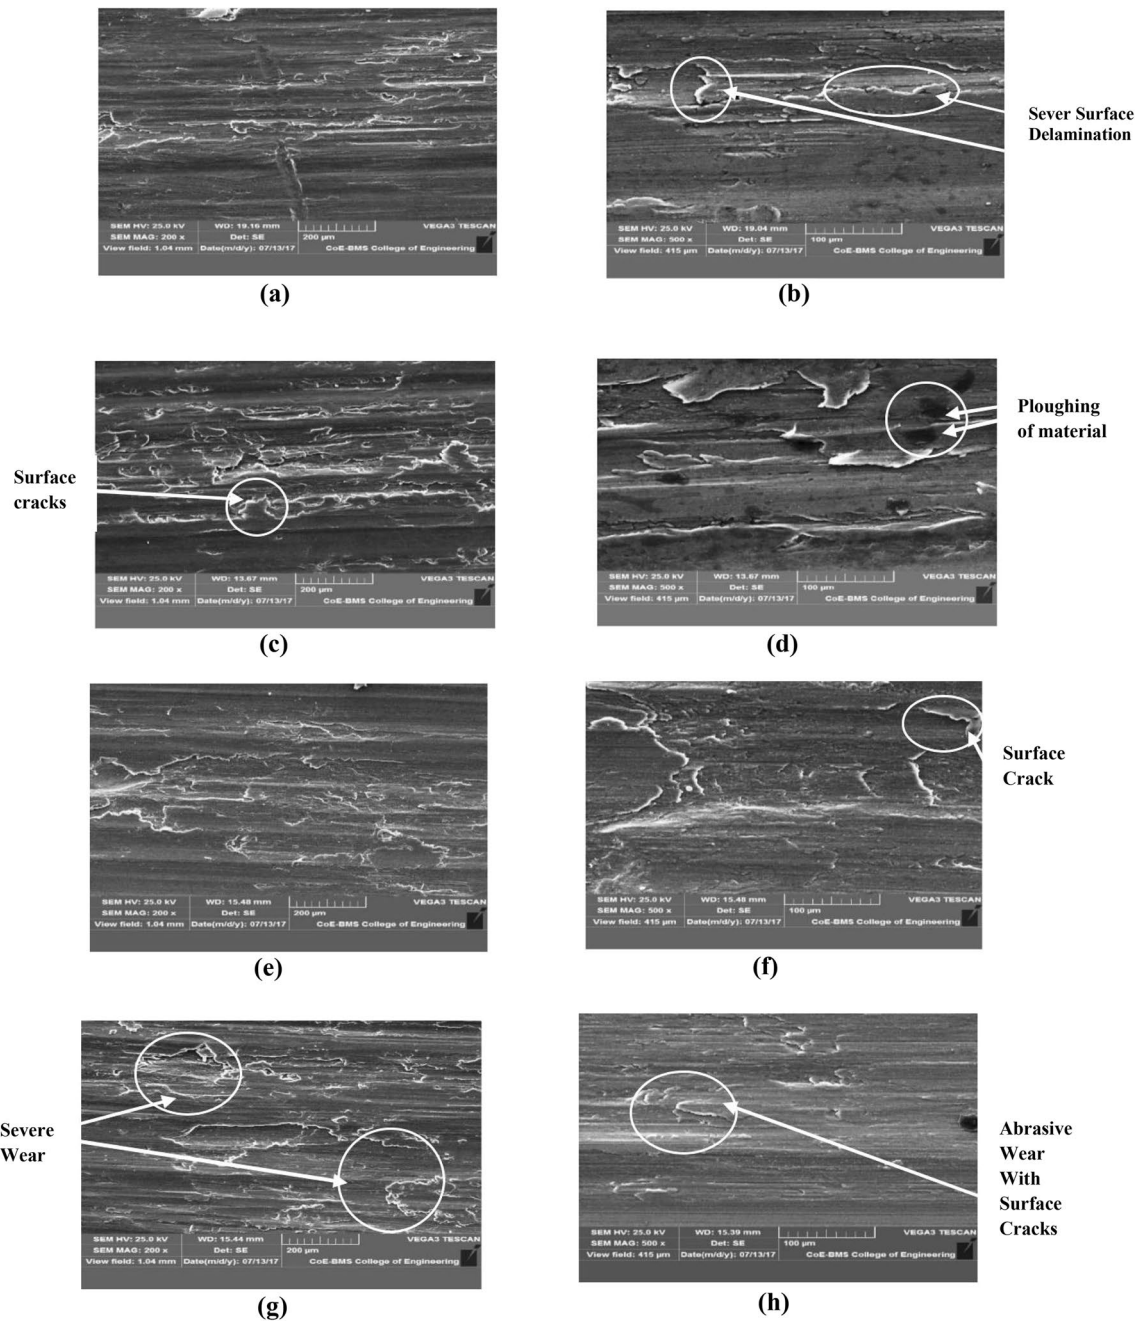 SEM HV: 25.0 kV WD: 19.16 mm VEGA3 TESCAN
SEM MAG: 200 x Det: SE 200 µm
View field: 1.04 mm Date(m/d/y): 07/13/17 CoE-BMS College of Engineering
(a)
SEM HV: 25.0 kV WD: 19.04 mm VEGA3 TESCAN
SEM MAG: 500 x Det: SE 100 µm
View field: 415 µm Date(m/d/y): 07/13/17 CoE-BMS College of Engineering
Sever Surface
Delamination
(b)
Surface
cracks
SEM HV: 25.0 kV WD: 13.67 mm VEGA3 TESCAN
SEM MAG: 200 x Det: SE 200 µm
View field: 1.04 mm Date(m/d/y): 07/13/17 CoE-BMS College of Engineering
(c)
Ploughing
of material
SEM HV: 25.0 kV WD: 13.67 mm VEGA3 TESCAN
SEM MAG: 500 x Det: SE 100 µm
View field: 415 µm Date(m/d/y): 07/13/17 CoE-BMS College of Engineering
(d)
SEM HV: 25.0 kV WD: 15.48 mm VEGA3 TESCAN
SEM MAG: 200 x Det: SE 200 µm
View field: 1.04 mm Date(m/d/y): 07/13/17 CoE-BMS College of Engineering
(e)
Surface
Crack
SEM HV: 25.0 kV WD: 15.48 mm VEGA3 TESCAN
SEM MAG: 500 x Det: SE 100 µm
View field: 415 µm Date(m/d/y): 07/13/17 CoE-BMS College of Engineering
(f)
Severe
Wear
SEM HV: 25.0 kV WD: 15.44 mm VEGA3 TESCAN
SEM MAG: 200 x Det: SE 200 µm
View field: 1.04 mm Date(m/d/y): 07/13/17 CoE-BMS College of Engineering
(g)
Abrasive
Wear
With
Surface
Cracks
SEM HV: 25.0 kV WD: 15.39 mm VEGA3 TESCAN
SEM MAG: 500 x Det: SE 100 µm
View field: 415 µm Date(m/d/y): 07/13/17 CoE-BMS College of Engineering
(h)